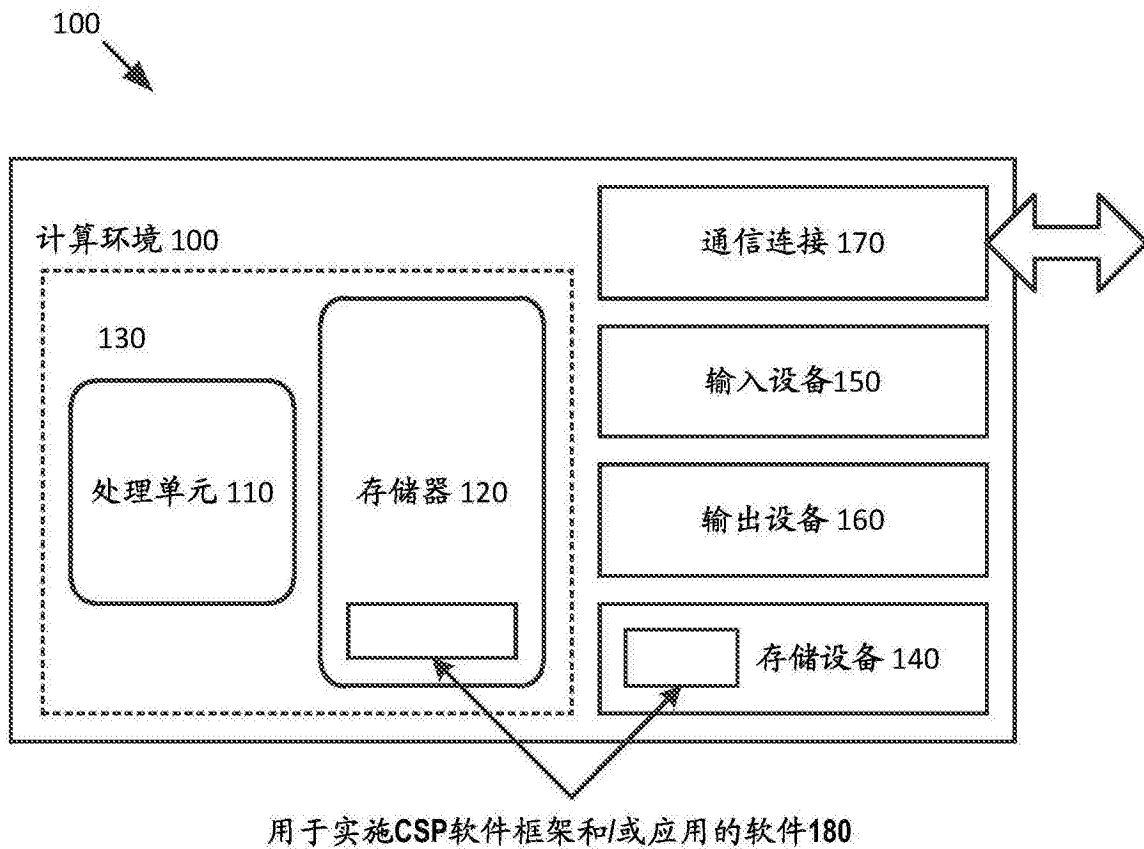 100
计算环境 100
130
处理单元 110
存储器 120
通信连接 170
输入设备150
输出设备 160
存储设备 140
用于实施CSP软件框架和/或应用的软件180